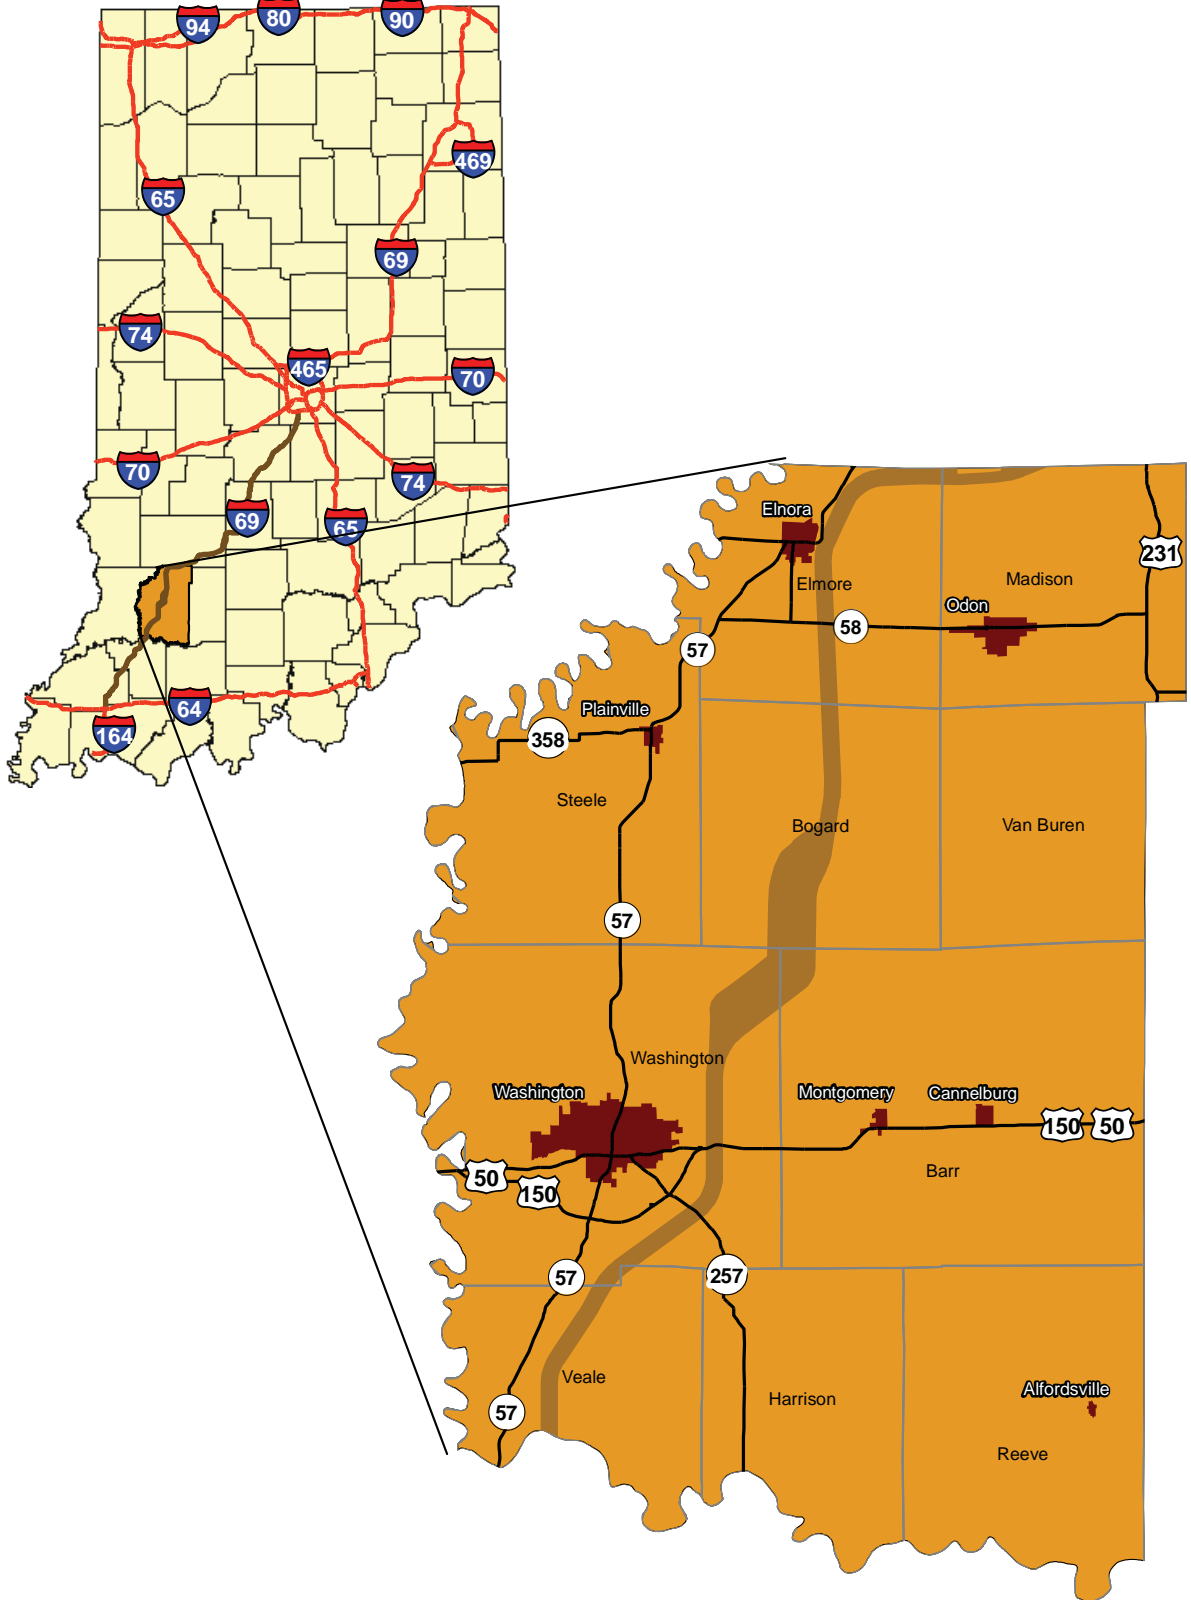 94
80
90
469
65
69
74
465
70
70
74
69
65
64
164
Elnora
231
Elmore
Madison
Odon
58
57
Plainville
358
Steele
Bogard
Van Buren
57
Washington
Washington
Montgomery
Cannelburg
150
50
Barr
50
150
57
257
Veale
Harrison
Alfordsville
57
Reeve